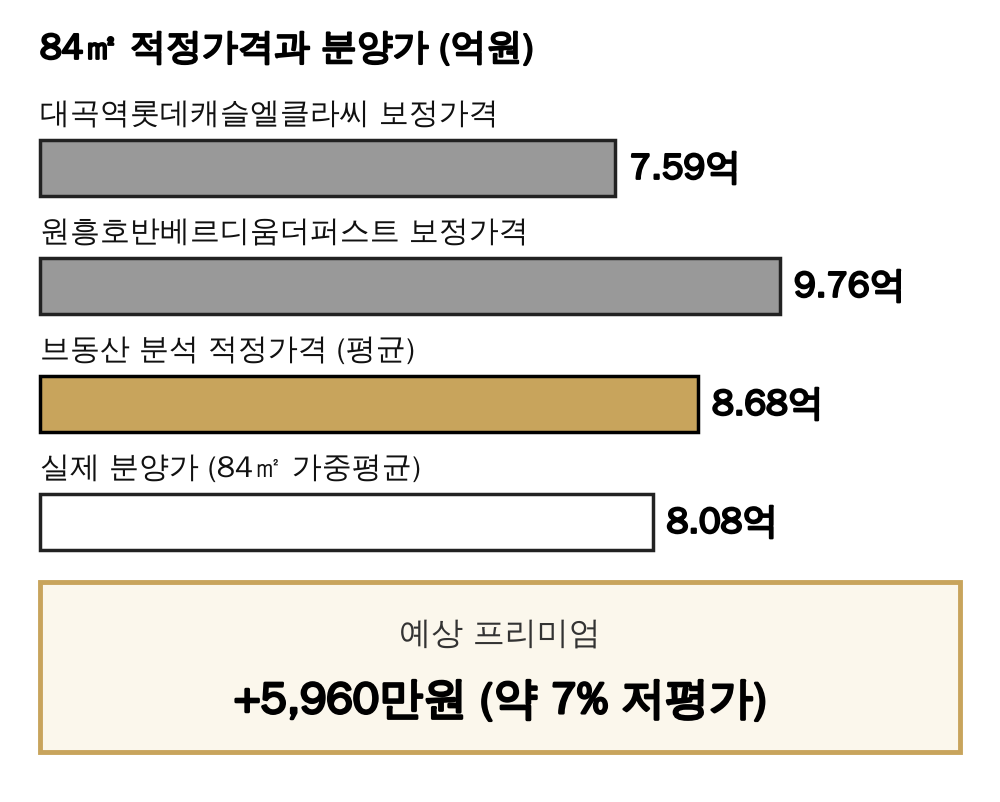 84㎡ 적정가격과 분양가 (억원)
대곡역롯데캐슬엘클라씨 보정가격
7.59억
원흥호반베르디움더퍼스트 보정가격
9.76억
브동산 분석 적정가격 (평균)
8.68억
실제 분양가 (84㎡ 가중평균)
8.08억
예상 프리미엄
+5,960만원 (약 7% 저평가)